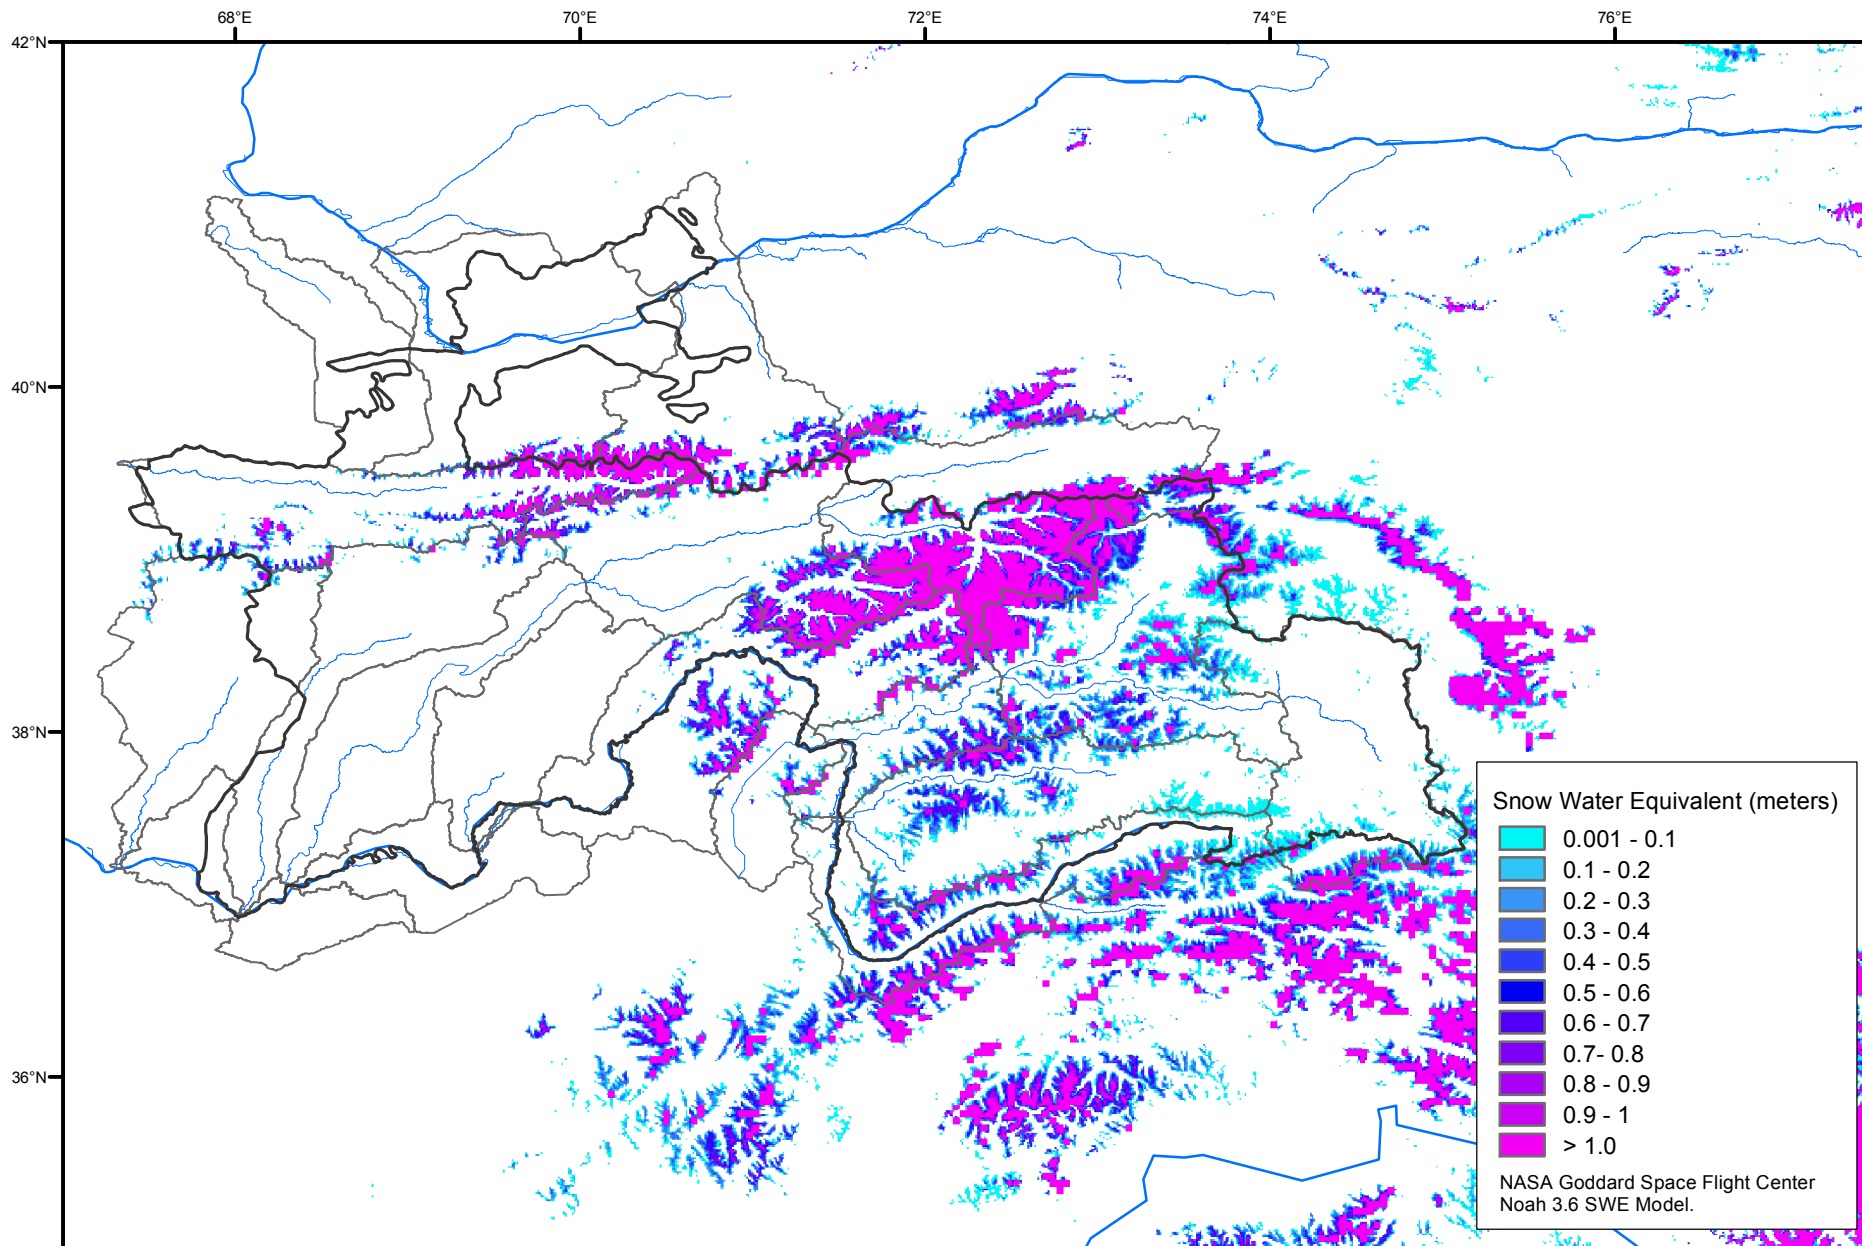 68°E
70°E
72°E
74°E
76°E
42°N
40°N
38°N
36°N
Snow Water Equivalent (meters)
0.001 - 0.1
0.1 - 0.2
0.2 - 0.3
0.3 - 0.4
0.4 - 0.5
0.5 - 0.6
0.6 - 0.7
0.7- 0.8
0.8 - 0.9
0.9 - 1
> 1.0
NASA Goddard Space Flight Center
Noah 3.6 SWE Model.